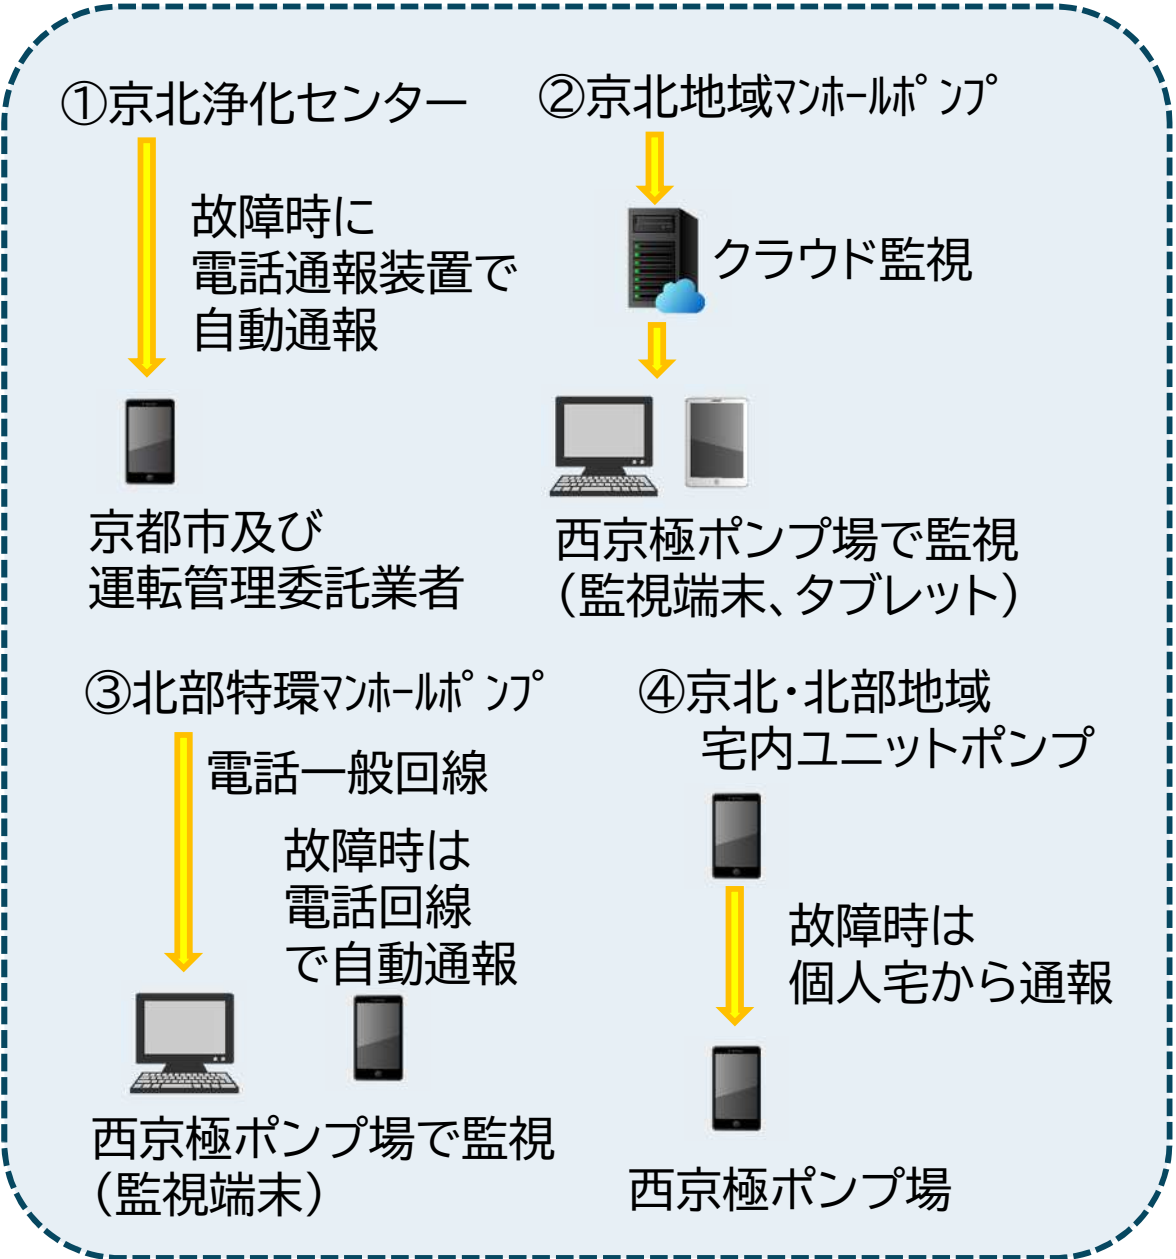 ①京北浄化センター
故障時に
電話通報装置で
自動通報
京都市及び
運転管理委託業者
②京北地域ﾏﾝﾎｰﾙﾎﾟﾝﾌﾟ
クラウド監視
西京極ポンプ場で監視
（監視端末、タブレット）
③北部特環ﾏﾝﾎｰﾙﾎﾟﾝﾌﾟ
電話一般回線
故障時は
電話回線
で自動通報
西京極ポンプ場で監視
（監視端末）
④京北・北部地域
宅内ユニットポンプ
故障時は
個人宅から通報
西京極ポンプ場